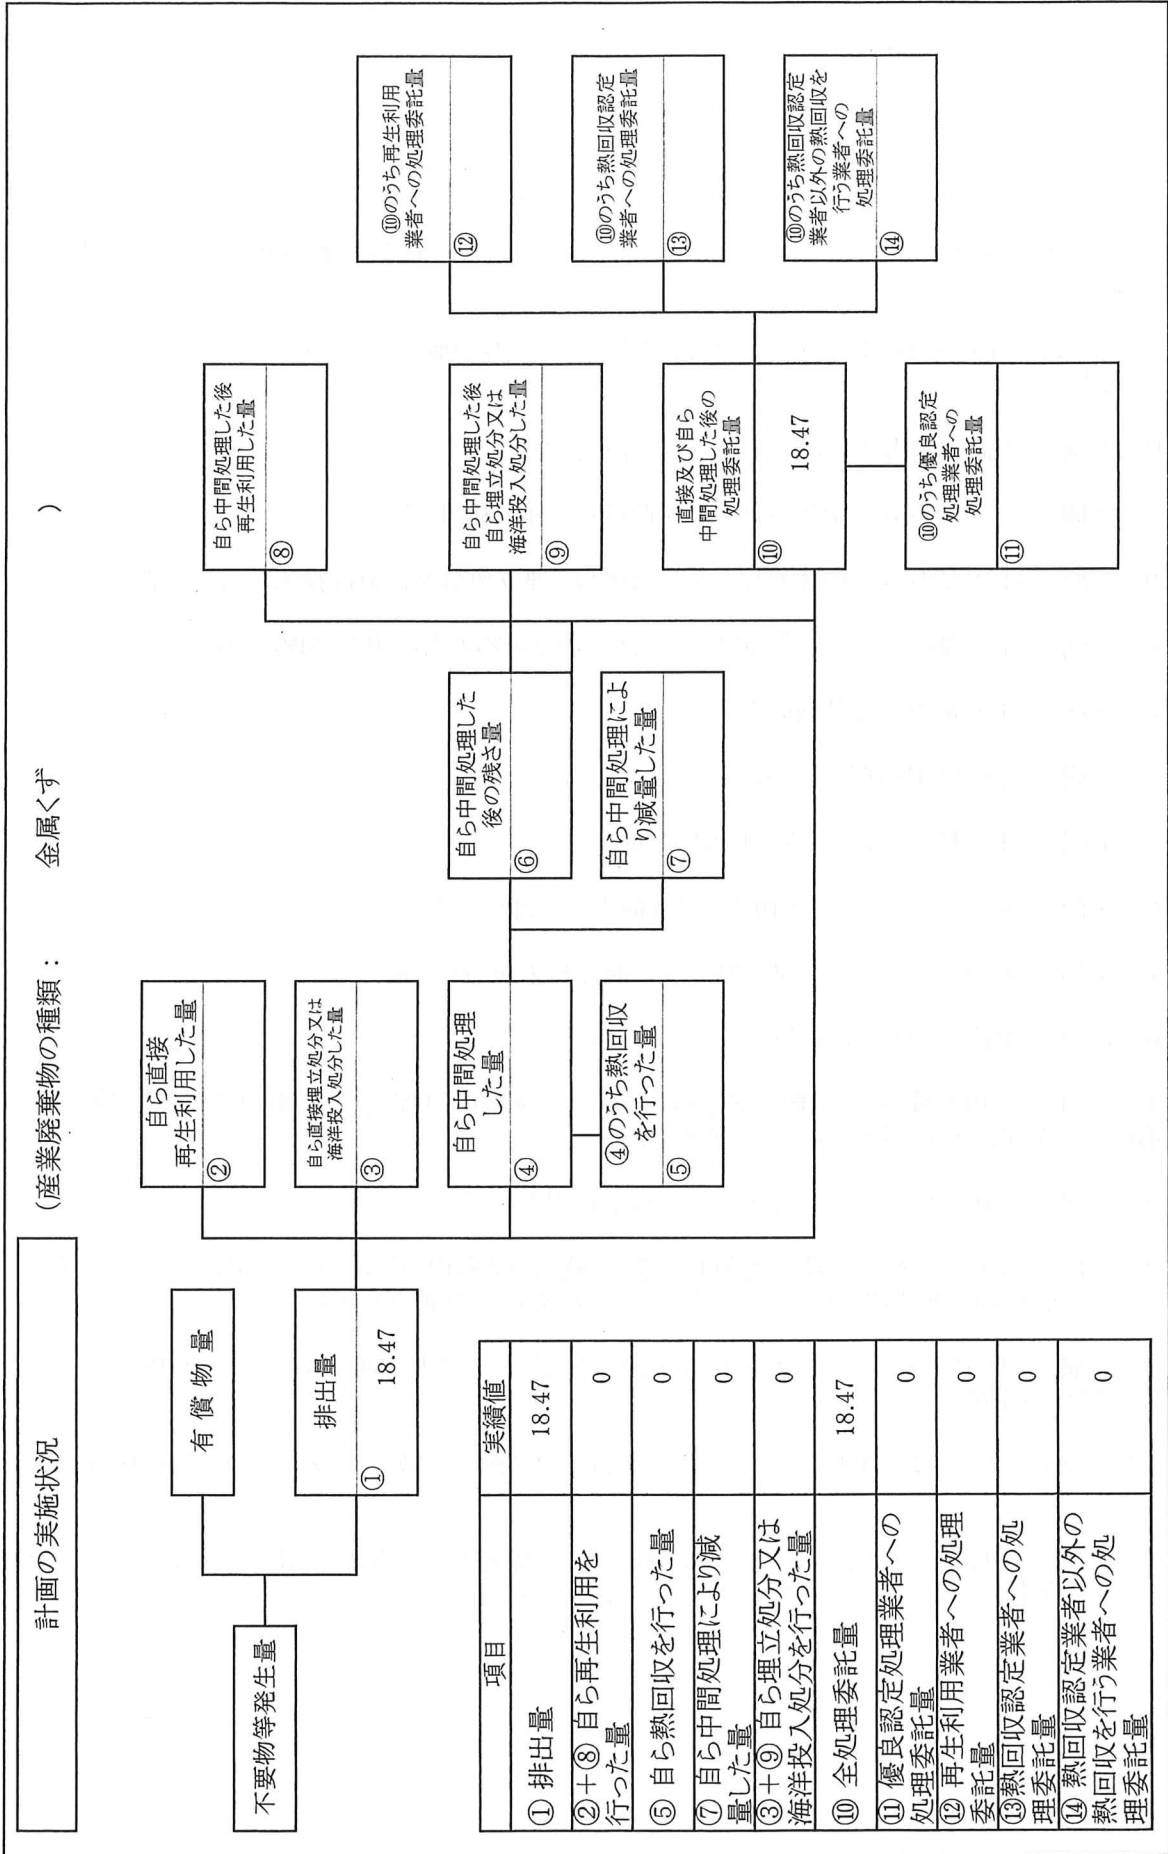 計画の実施状況
(産業廃棄物の種類： 金属くず )
不要物等発生量
有償物量
排出量
① 18.47
自ら直接
再生利用した量
②
自ら直接埋立処分又は
海洋投入処分した量
③
自ら中間処理
した量
④
④のうち熱回収
を行った量
⑤
自ら中間処理した
後の残さ量
⑥
自ら中間処理によ
り減量した量
⑦
自ら中間処理した後
再生利用した量
⑧
自ら中間処理した後
自ら埋立処分又は
海洋投入処分した量
⑨
直接及び自ら
中間処理した後の
処理委託量
⑩ 18.47
⑩のうち優良認定
処理業者への
処理委託量
⑪
⑩のうち再生利用
業者への処理委託量
⑫
⑩のうち熱回収認定
業者への処理委託量
⑬
⑩のうち熱回収認定
業者以外の熱回収を
行う業者への
処理委託量
⑭
項目 実績値
① 排出量 18.47
②＋⑧ 自ら再生利用を
行った量 0
⑤ 自ら熱回収を行った量 0
⑦ 自ら中間処理により減
量した量 0
③＋⑨ 自ら埋立処分又は
海洋投入処分を行った量 0
⑩ 全処理委託量 18.47
⑪ 優良認定処理業者への
処理委託量 0
⑫ 再生利用業者への処理
委託量 0
⑬熱回収認定業者への処
理委託量 0
⑭ 熱回収認定業者以外の
熱回収を行う業者への処
理委託量 0